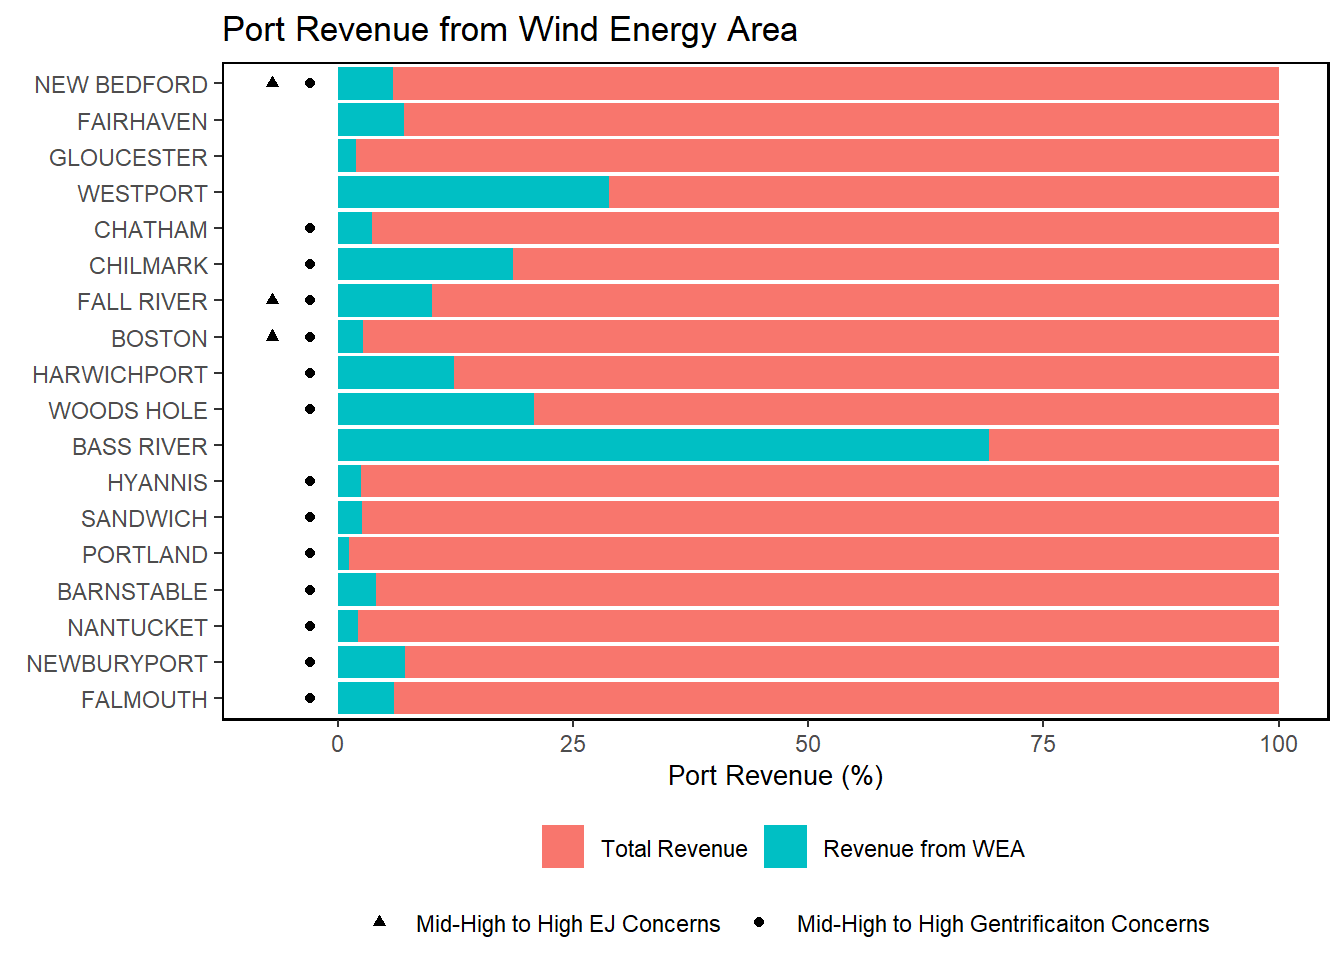 Port Revenue from Wind Energy Area
NEW BEDFORD
FAIRHAVEN
GLOUCESTER
WESTPORT
CHATHAM
CHILMARK
FALL RIVER
BOSTON
HARWICHPORT
WOODS HOLE
BASS RIVER
HYANNIS
SANDWICH
PORTLAND
BARNSTABLE
NANTUCKET
NEWBURYPORT
FALMOUTH
0 25 50 75 100
Port Revenue (%)
Total Revenue Revenue from WEA
Mid-High to High EJ Concerns Mid-High to High Gentrificaiton Concerns